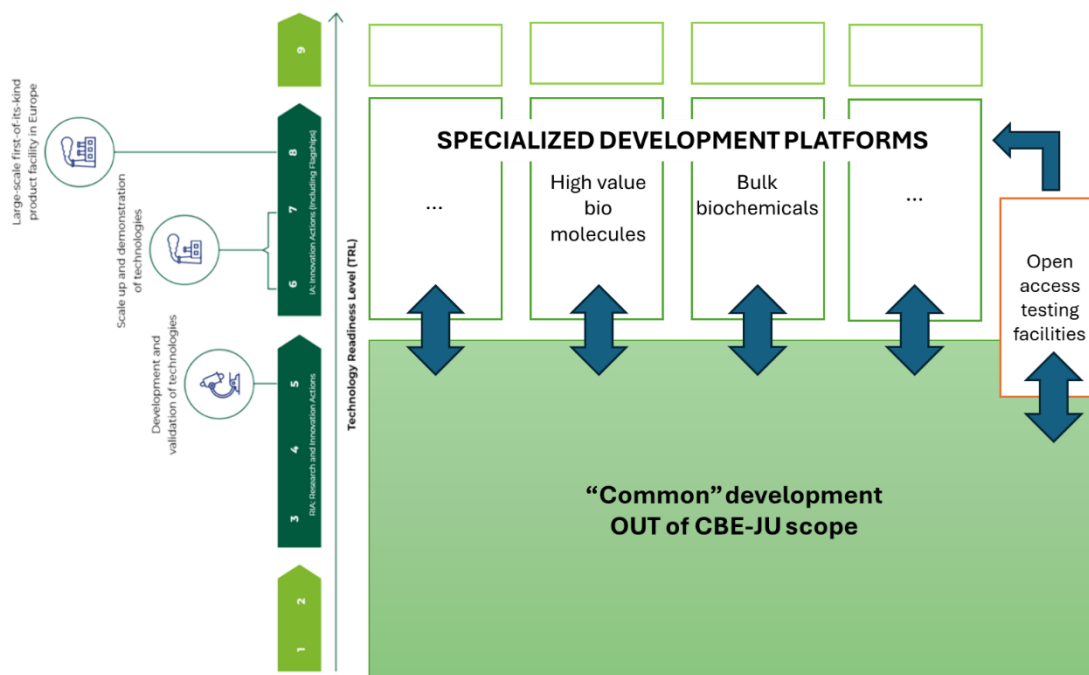 Large-scale first-of-its-kind
product facility in Europe
Scale up and demonstration
of technologies
Development and
validation of technologies
9
8
7
6
IA: Innovation Actions (Including Flagships)
5
4
3
RIA: Research and Innovation Actions
2
1
Technology Readiness Level (TRL)
SPECIALIZED DEVELOPMENT PLATFORMS
...
High value
bio
molecules
Bulk
biochemicals
...
Open
access
testing
facilities
“Common” development
OUT of CBE-JU scope